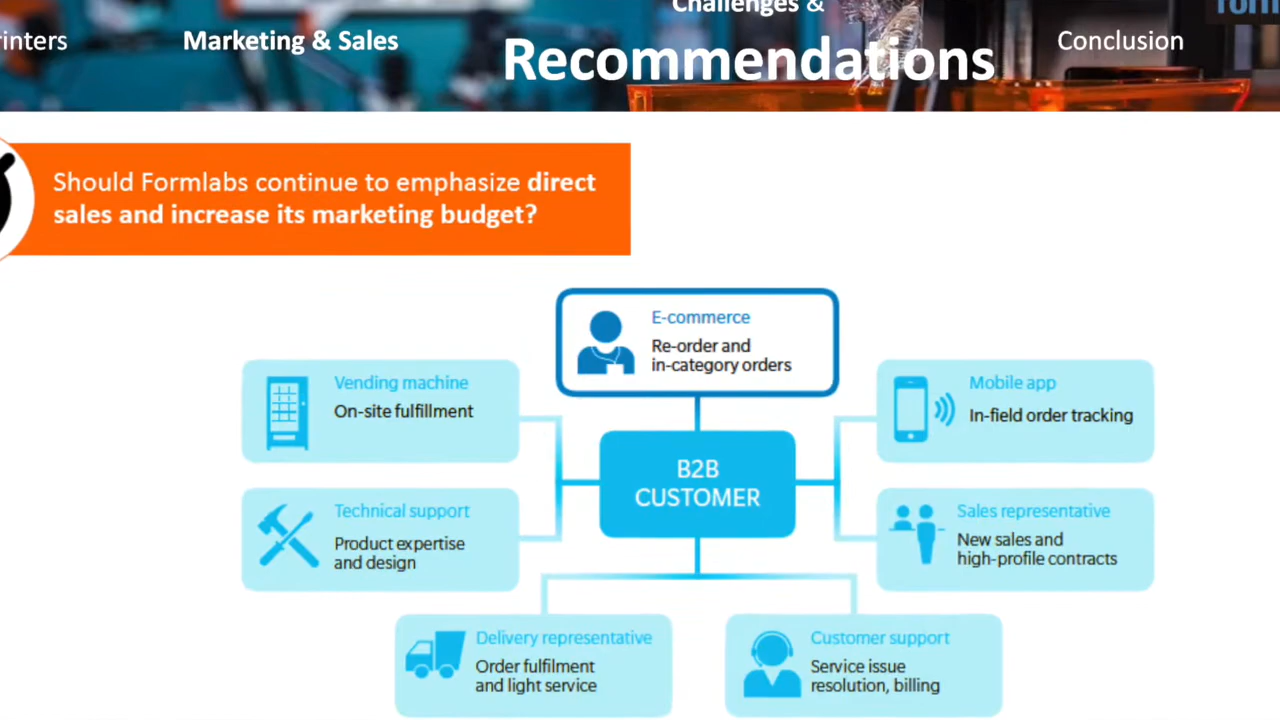 Challenges &
Marketing & Sales
Recommendations
Conclusion
Should Formlabs continue to emphasize direct
sales and increase its marketing budget?
E-commerce
Re-order and
in-category orders
Vending machine
On-site fulfillment
Mobile app
In-field order tracking
B2B
CUSTOMER
Technical support
Product expertise
and design
Sales representative
New sales and
high-profile contracts
Delivery representative
Order fulfilment
and light service
Customer support
Service issue
resolution, billing